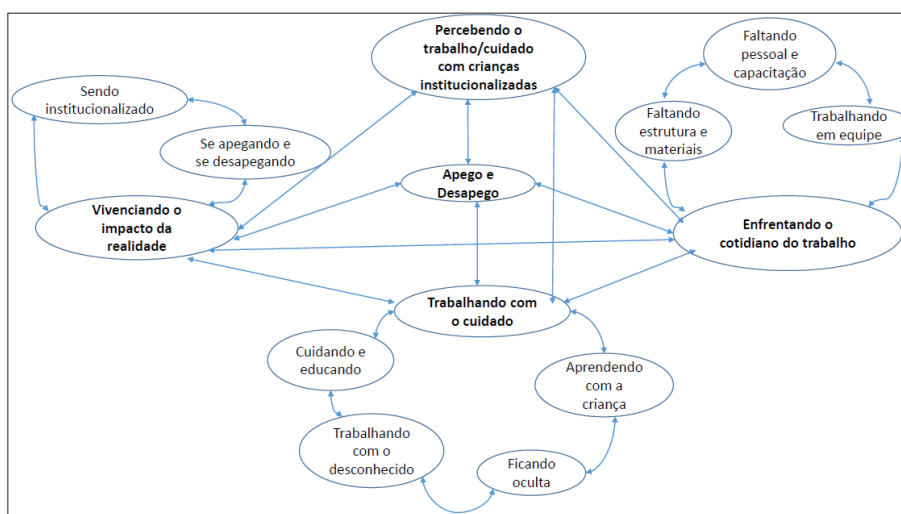 Percebendo o
trabalho/cuidado
com crianças
institucionalizadas
Faltando
pessoal e
capacitação
Sendo
institucionalizado
Se apegando e
se desapegando
Faltando
estrutura e
materiais
Trabalhando
em equipe
Apego e
Desapego
Vivenciando o
impacto da
realidade
Enfrentando o
cotidiano do trabalho
Trabalhando com
o cuidado
Cuidando e
educando
Aprendendo
com a
criança
Trabalhando
com o
desconhecido
Ficando
oculta